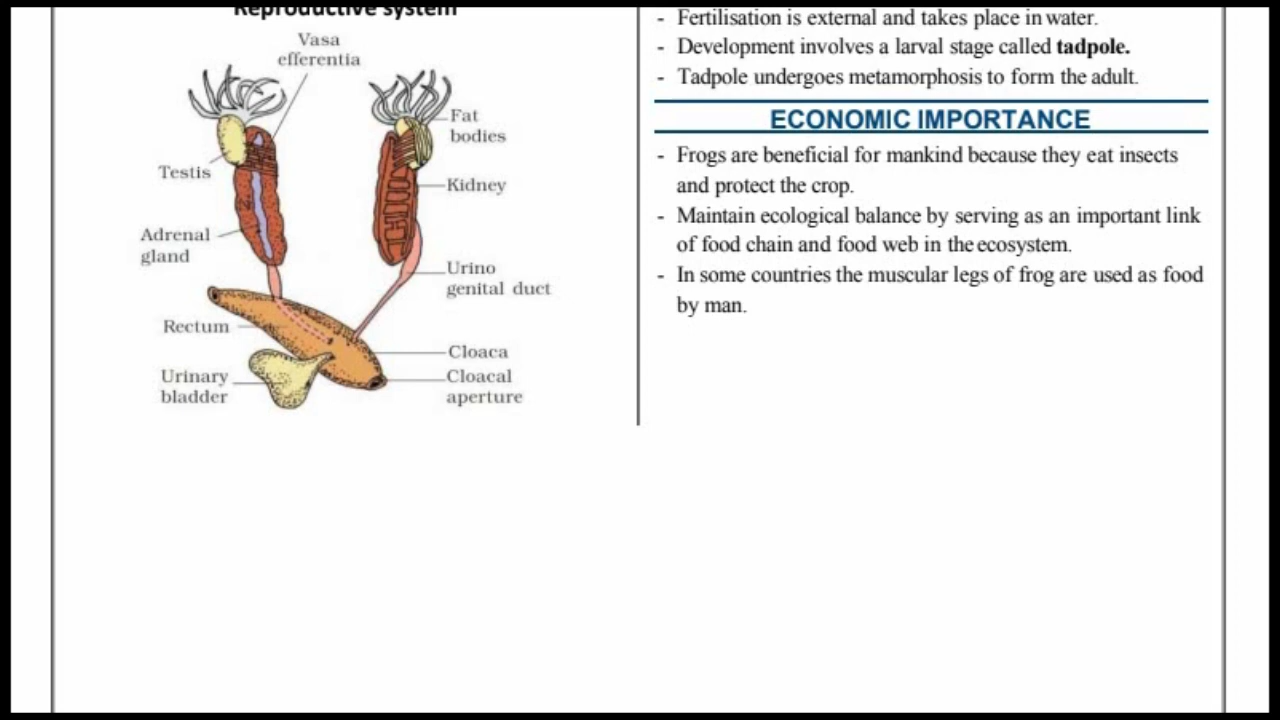 Reproductive system
Vasa
efferentia
Fat
bodies
Testis
Kidney
Adrenal
gland
Urino
genital duct
Rectum
Cloaca
Urinary
bladder
Cloacal
aperture
- Fertilisation is external and takes place in water.
- Development involves a larval stage called tadpole.
- Tadpole undergoes metamorphosis to form the adult.
ECONOMIC IMPORTANCE
- Frogs are beneficial for mankind because they eat insects
and protect the crop.
- Maintain ecological balance by serving as an important link
of food chain and food web in the ecosystem.
- In some countries the muscular legs of frog are used as food
by man.